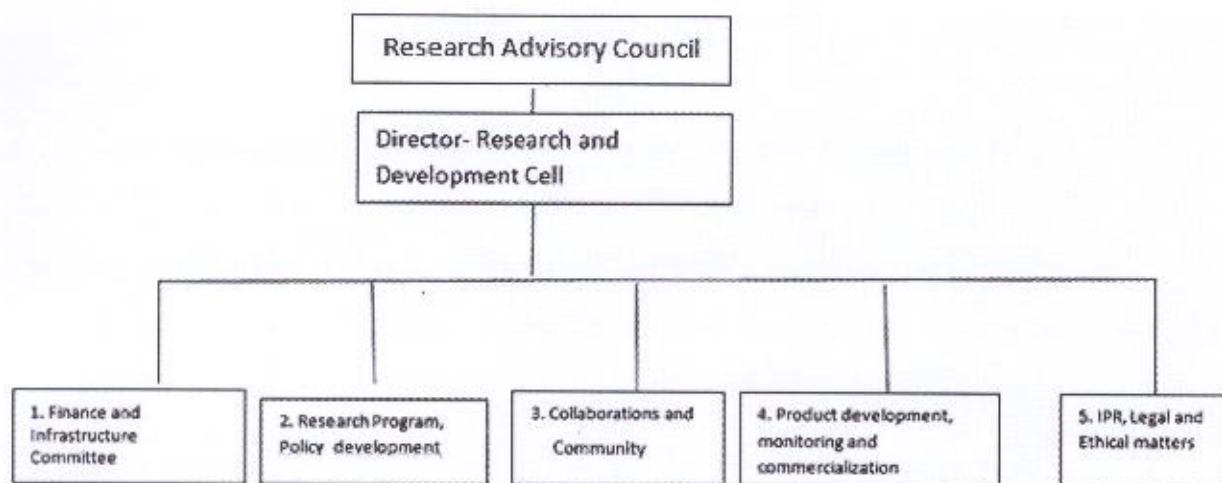 Research Advisory Council
Director- Research and
Development Cell
1. Finance and
Infrastructure
Committee
2. Research Program,
Policy development
3. Collaborations and
Community
4. Product development,
monitoring and
commercialization
5. IPR, Legal and
Ethical matters